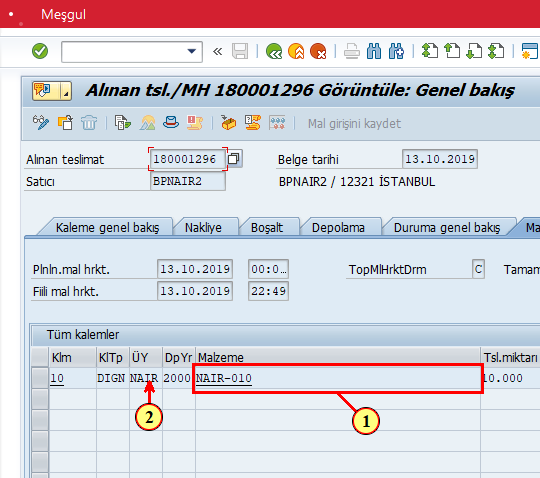 Meşgul
Alınan tsl./MH 180001296 Görüntüle: Genel bakış
Mal girişini kaydet
Alınan teslimat 180001296 Belge tarihi 13.10.2019
Satıcı BPNAIR2 BPNAIR2 / 12321 İSTANBUL
Kaleme genel bakış Nakliye Boşalt Depolama Duruma genel bakış Ma
Plnln.mal hrkt. 13.10.2019 00:0… TopMlHrktDrm C Tamam
Fiili mal hrkt. 13.10.2019 22:49
Tüm kalemler
Klm KlTp ÜY DpYr Malzeme Tsl.miktarı
10 DIGN NAIR 2000 NAIR-010 10.000
2 1